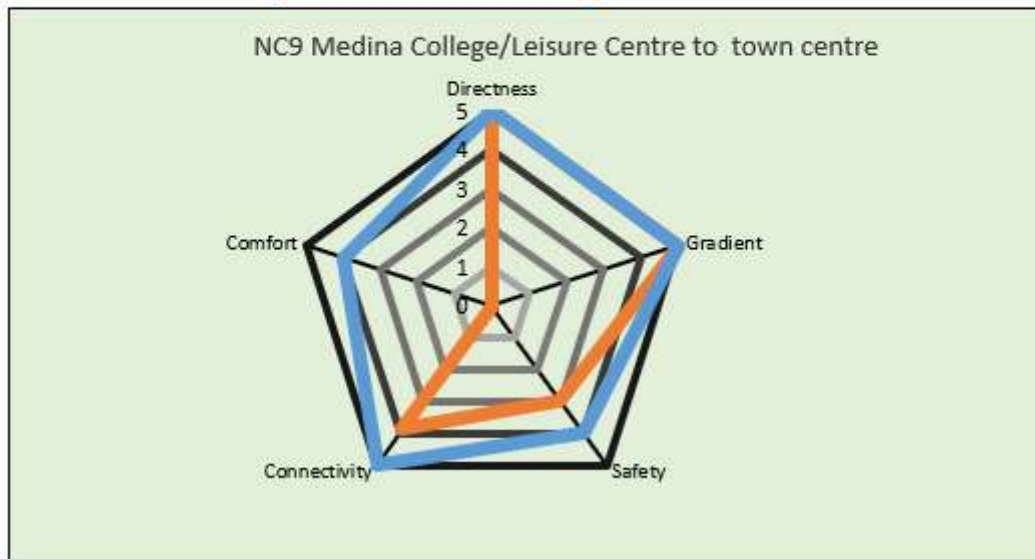 NC9 Medina College/Leisure Centre to town centre
Directness
5
4
3
2
1
0
Comfort
Gradient
Connectivity
Safety